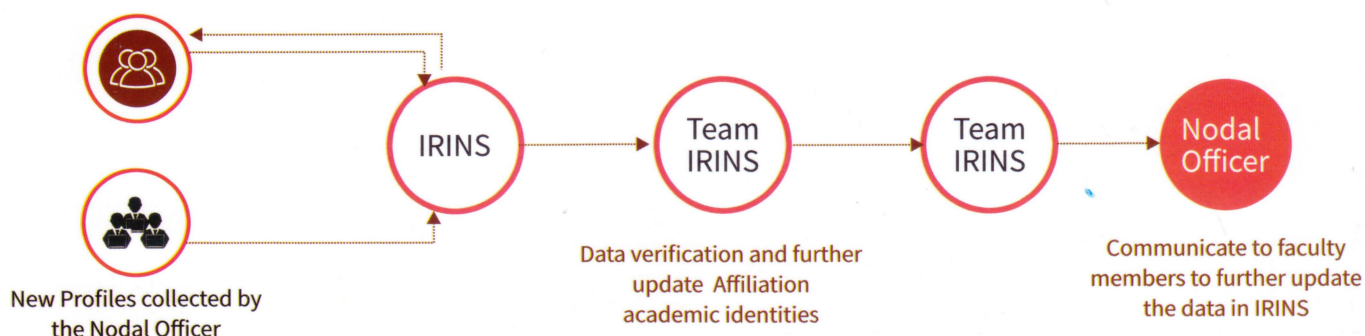 IRINS
Team
IRINS
Team
IRINS
Nodal
Officer
New Profiles collected by
the Nodal Officer
Data verification and further
update Affiliation
academic identities
Communicate to faculty
members to further update
the data in IRINS